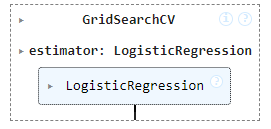 ▸ GridSearchCV i ?
▸ estimator: LogisticRegression
▸ LogisticRegression ?